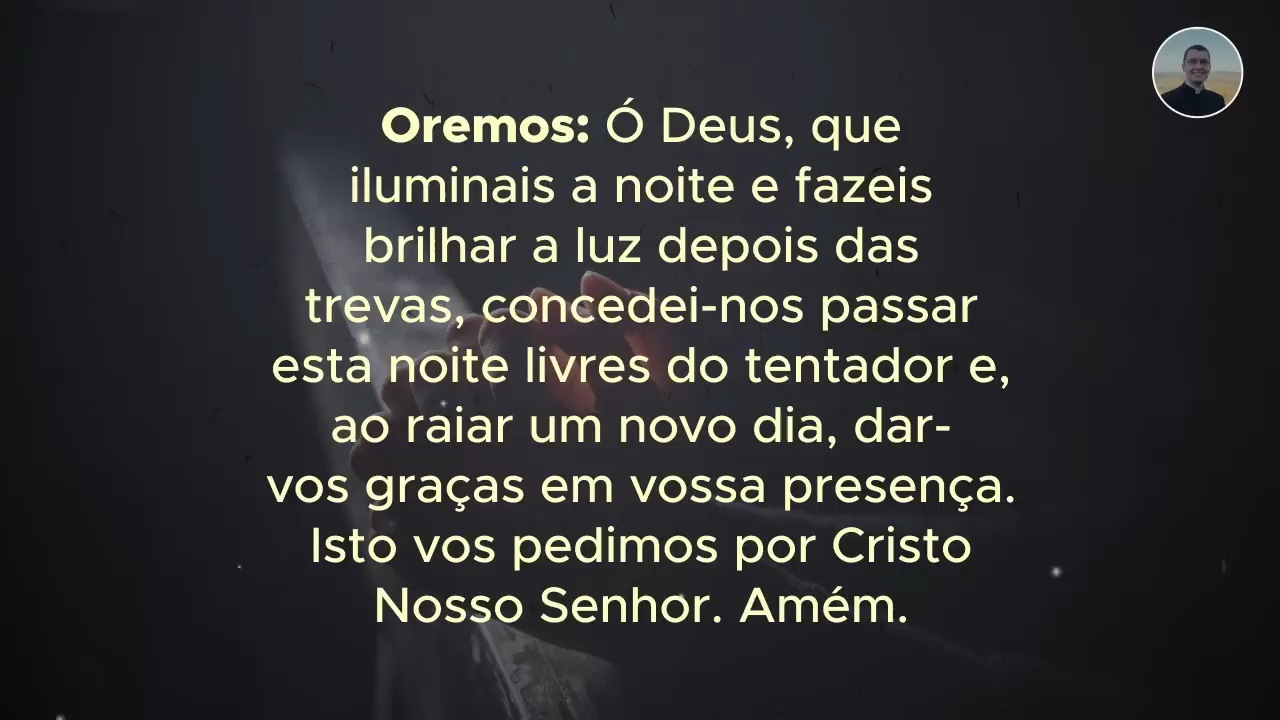 Oremos: Ó Deus, que
iluminais a noite e fazeis
brilhar a luz depois das
trevas, concedei-nos passar
esta noite livres do tentador e,
ao raiar um novo dia, dar-
vos graças em vossa presença.
Isto vos pedimos por Cristo
Nosso Senhor. Amém.